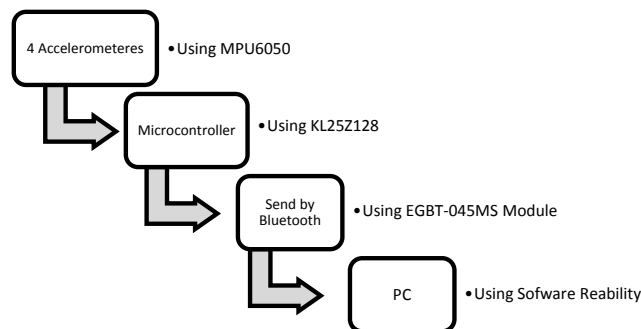 4 Accelerometeres
•Using MPU6050
Microcontroller
•Using KL25Z128
Send by
Bluetooth
•Using EGBT-045MS Module
PC
•Using Sofware Reability